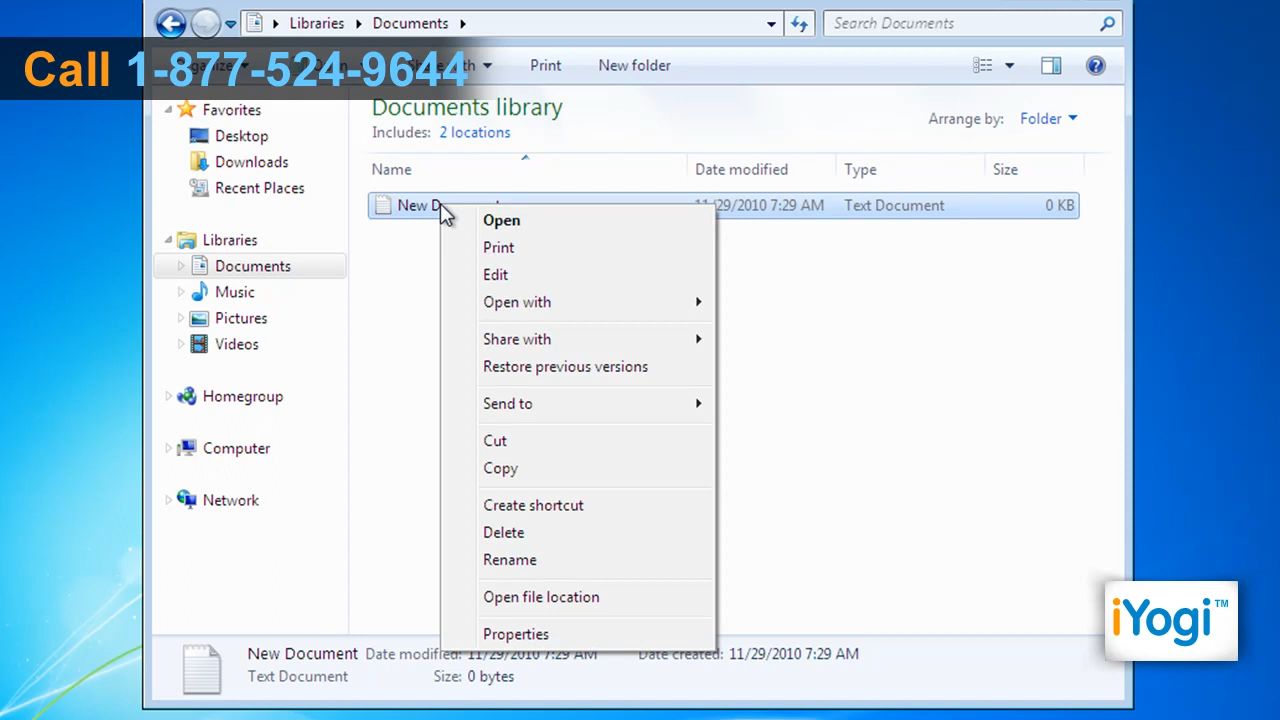 Libraries Documents
Search Documents
Call 1-877-524-9644
Print New folder
Favorites
Desktop
Downloads
Recent Places
Libraries
Documents
Music
Pictures
Videos
Homegroup
Computer
Network
Documents library
Includes: 2 locations
Arrange by: Folder
Name Date modified Type Size
New 11/29/2010 7:29 AM Text Document 0 KB
Open
Print
Edit
Open with
Share with
Restore previous versions
Send to
Cut
Copy
Create shortcut
Delete
Rename
Open file location
Properties
New Document Date modified: 11/29/2010 7:29 AM Date created: 11/29/2010 7:29 AM
Text Document Size: 0 bytes
iYogi™